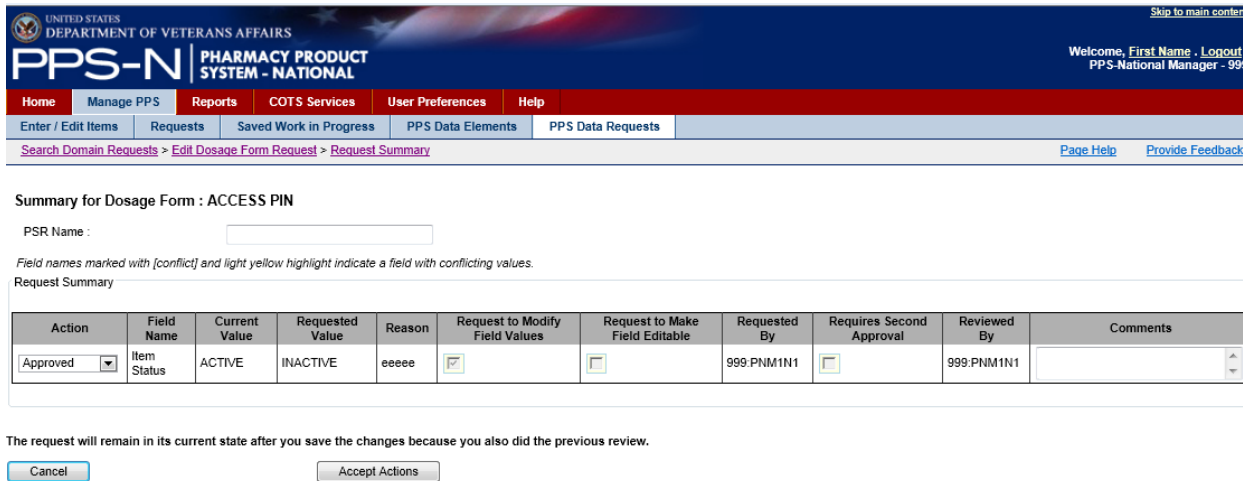 Skip to main conten
UNITED STATES
DEPARTMENT OF VETERANS AFFAIRS
PPS-N PHARMACY PRODUCT SYSTEM - NATIONAL
Welcome, First Name . Logout
PPS-National Manager - 999
Home Manage PPS Reports COTS Services User Preferences Help
Enter / Edit Items Requests Saved Work in Progress PPS Data Elements PPS Data Requests
Search Domain Requests > Edit Dosage Form Request > Request Summary Page Help Provide Feedback
Summary for Dosage Form : ACCESS PIN
PSR Name :
Field names marked with [conflict] and light yellow highlight indicate a field with conflicting values.
Request Summary
Action Field Name Current Value Requested Value Reason Request to Modify Field Values Request to Make Field Editable Requested By Requires Second Approval Reviewed By Comments
Approved Item Status ACTIVE INACTIVE eeeee 999:PNM1N1 999:PNM1N1
The request will remain in its current state after you save the changes because you also did the previous review.
Cancel Accept Actions